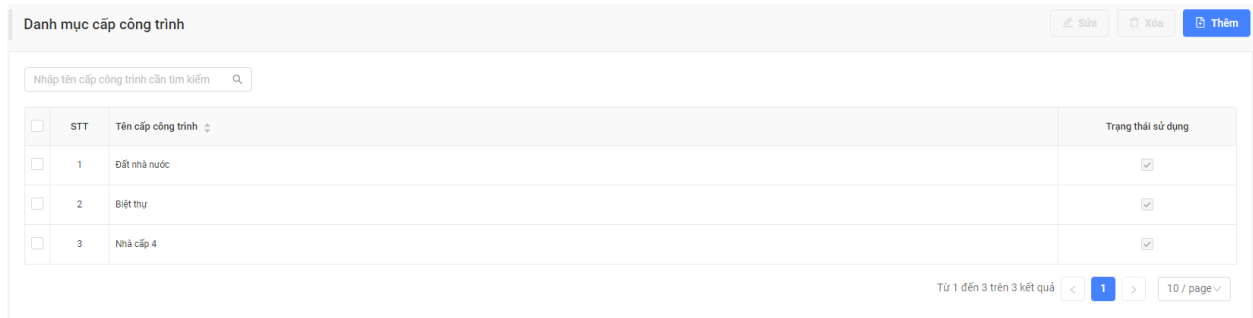 Danh mục cấp công trình
Sửa Xóa Thêm
Nhập tên cấp công trình cần tìm kiếm
STT Tên cấp công trình Trạng thái sử dụng
1 Đất nhà nước
2 Biệt thự
3 Nhà cấp 4
Từ 1 đến 3 trên 3 kết quả < 1 > 10 / page